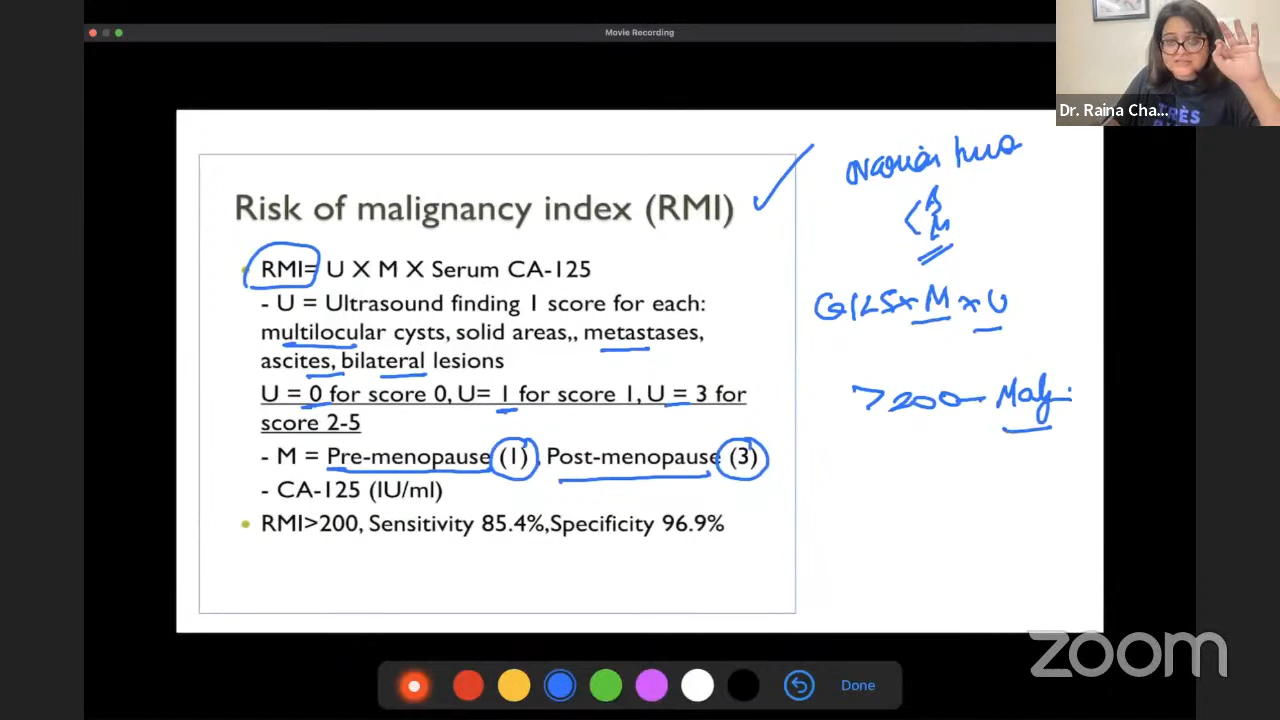 Movie Recording
Dr. Raina Cha...
TRÈS
Risk of malignancy index (RMI)
RMI= U X M X Serum CA-125
- U = Ultrasound finding 1 score for each:
multilocular cysts, solid areas,, metastases,
ascites, bilateral lesions
U = 0 for score 0, U= 1 for score 1, U = 3 for
score 2-5
- M = Pre-menopause (1) , Post-menopause (3)
- CA-125 (IU/ml)
RMI>200, Sensitivity 85.4%,Specificity 96.9%
ovarian
B
M
Ca125 x M x U
>200- Malg.
zoom
Done